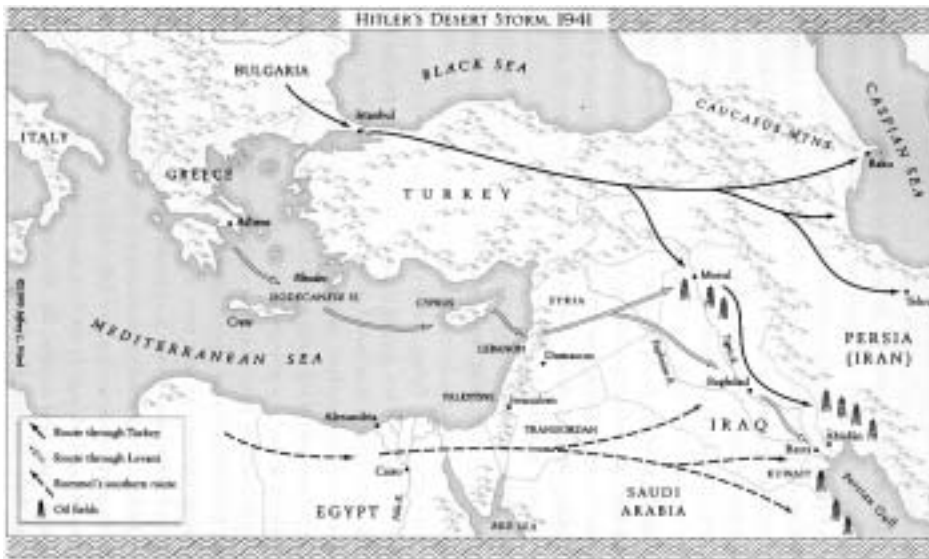 HITLER'S DESERT STORM, 1941
BLACK SEA
BULGARIA
Istanbul
CAUCASUS MTNS.
CASPIAN SEA
Baku
ITALY
GREECE
TURKEY
Athens
Rhodes
DODECANESE IS.
Crete
CYPRUS
SYRIA
Mosul
MEDITERRANEAN SEA
LEBANON
Damascus
Baghdad
PERSIA
(IRAN)
PALESTINE
Jerusalem
Alexandria
TRANSJORDAN
IRAQ
Abadan
Basra
KUWAIT
Cairo
Persian Gulf
SAUDI
ARABIA
EGYPT
Nile R.
RED SEA
Route through Turkey
Route through Levant
Rommel's southern route
Oil fields